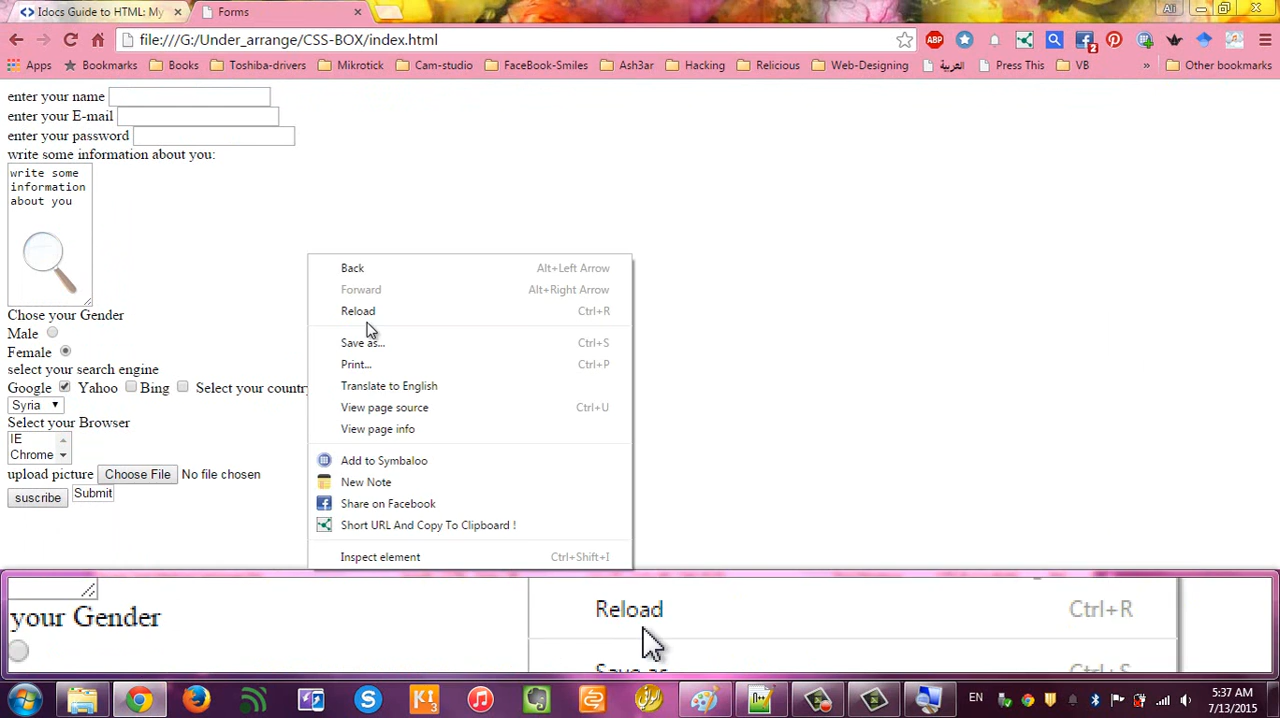 Idocs Guide to HTML: My
Forms
Ali
file:///G:/Under_arrange/CSS-BOX/index.html
ABP
2
Apps Bookmarks Books Toshiba-drivers Mikrotick Cam-studio FaceBook-Smiles Ash3ar Hacking Relicious Web-Designing العربية Press This VB » Other bookmarks
enter your name
enter your E-mail
enter your password
write some information about you:
write some
information
about you
Chose your Gender
Male
Female
select your search engine
Google Yahoo Bing Select your country
Syria
Select your Browser
IE
Chrome
upload picture Choose File No file chosen
suscribe Submit
Back Alt+Left Arrow
Forward Alt+Right Arrow
Reload Ctrl+R
Save as... Ctrl+S
Print... Ctrl+P
Translate to English
View page source Ctrl+U
View page info
Add to Symbaloo
New Note
Share on Facebook
Short URL And Copy To Clipboard !
Inspect element Ctrl+Shift+I
your Gender
Reload Ctrl+R
Save as Ctrl+S
EN
5:37 AM
7/13/2015